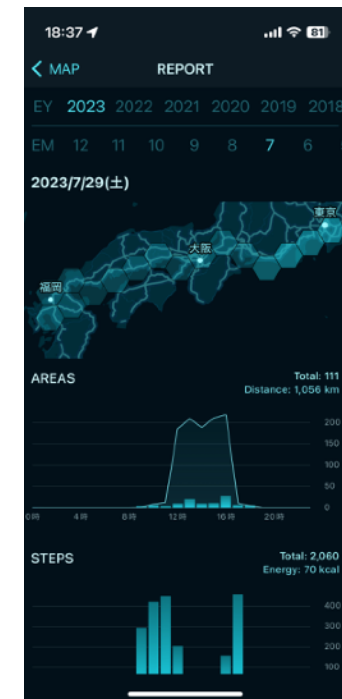 18:37 81
MAP REPORT
EY 2023 2022 2021 2020 2019 2018
EM 12 11 10 9 8 7 6
2023/7/29(土)
東京
大阪
福岡
AREAS
Total: 111
Distance: 1,056 km
200
150
100
50
0
0時 4時 8時 12時 16時 20時
STEPS
Total: 2,060
Energy: 70 kcal
400
300
200
100